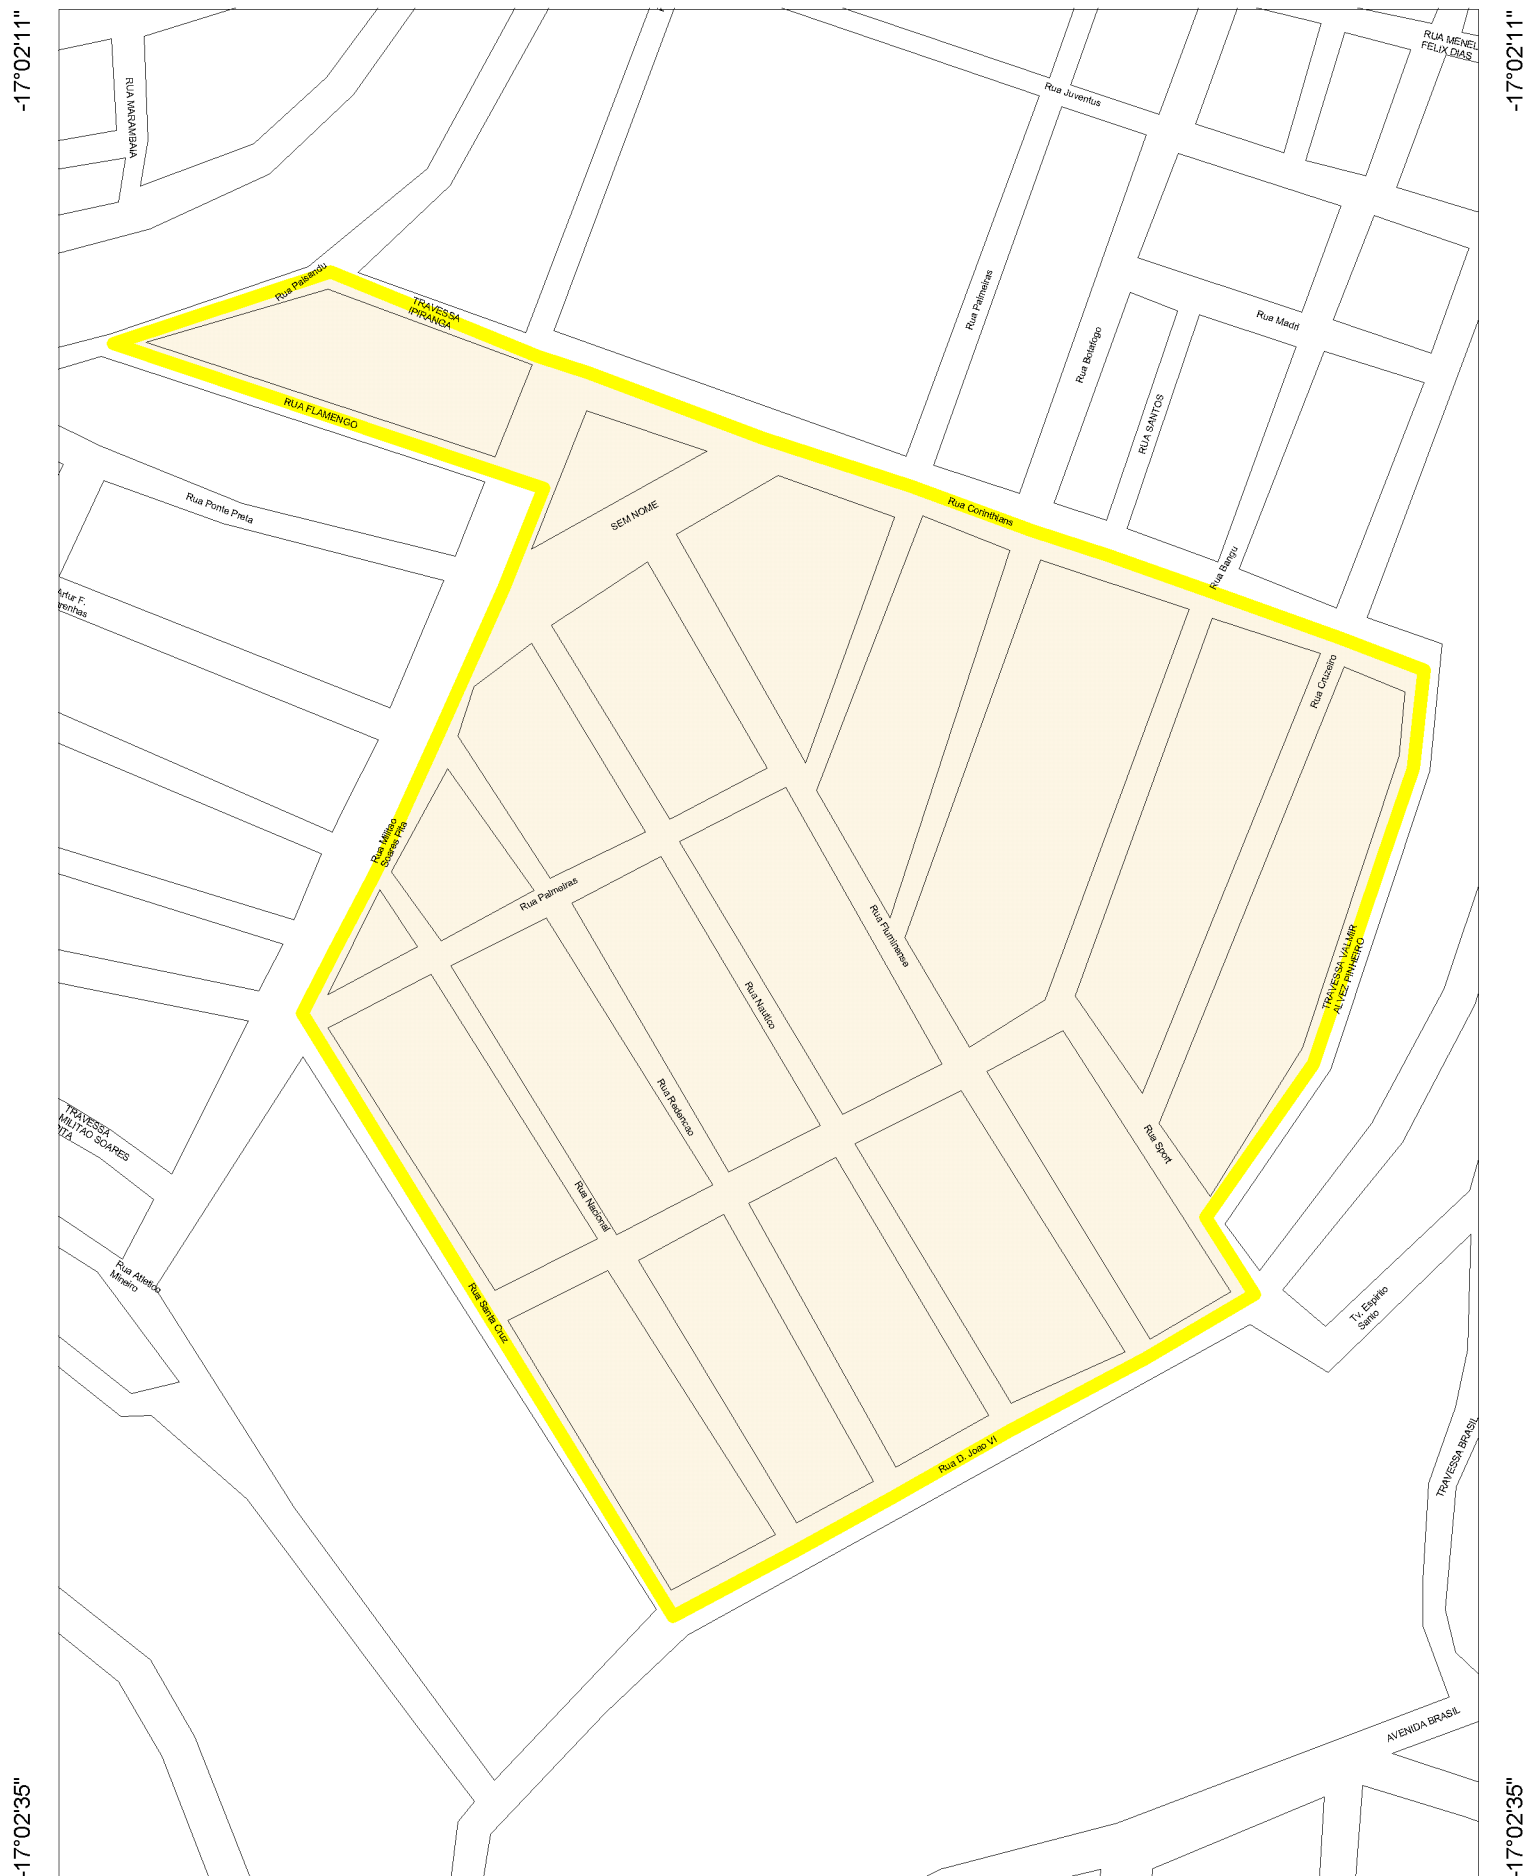 -17°02'11"
-17°02'11"
RUA MENEL
FELIX DIAS
RUA MARAMBAIA
Rua Juventus
Rua Paisandu
TRAVESSA
IPIRANGA
Rua Palmeiras
Rua Madri
Rua Botafogo
RUA SANTOS
RUA FLAMENGO
Rua Ponte Preta
SEM NOME
Rua Corinthians
Rua Bangu
Artur F.
renhas
Rua Cruzeiro
Rua Militao
Soares Pita
Rua Palmeiras
Rua Fluminense
TRAVESSA VALMIR
ALVEZ PINHEIRO
Rua Nautico
Rua Redencao
TRAVESSA
MILITAO SOARES
PITA
Rua Sport
Rua Nacional
Rua Atletico
Mineiro
Rua Santa Cruz
Tv. Espirito
Santo
Rua D. Joao VI
TRAVESSA BRASIL
AVENIDA BRASIL
-17°02'35"
-17°02'35"